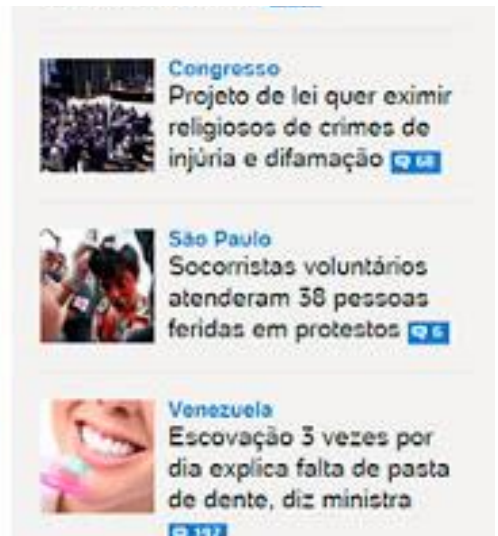 Congresso
Projeto de lei quer eximir
religiosos de crimes de
injúria e difamação 68
São Paulo
Socorristas voluntários
atenderam 38 pessoas
feridas em protestos 6
Venezuela
Escovação 3 vezes por
dia explica falta de pasta
de dente, diz ministra
197